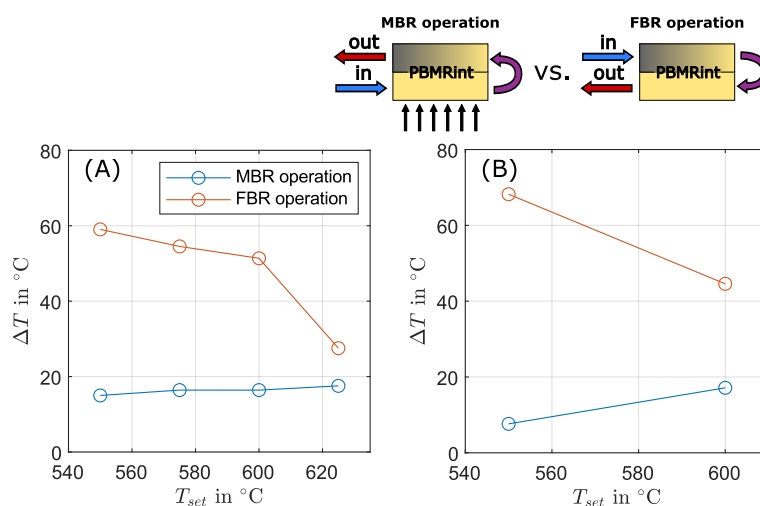 MBR operation
FBR operation
out
in
PBMRint
vs.
in
out
PBMRint
(A)
MBR operation
FBR operation
80
60
40
20
0
540
560
580
600
620
ΔT in °C
T_set in °C
(B)
80
60
40
20
0
540
560
580
600
ΔT in °C
T_set in °C